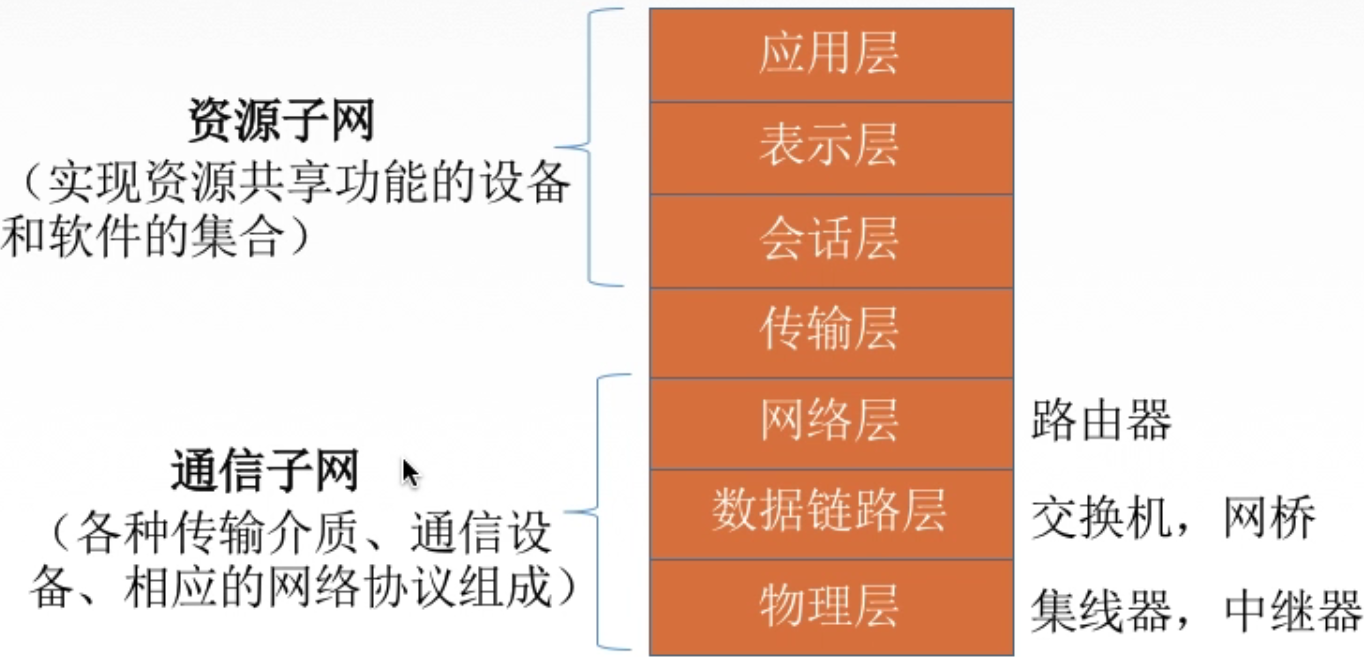 资源子网
（实现资源共享功能的设备
和软件的集合）
通信子网
（各种传输介质、通信设
备、相应的网络协议组成）
应用层
表示层
会话层
传输层
网络层
路由器
数据链路层
交换机，网桥
物理层
集线器，中继器